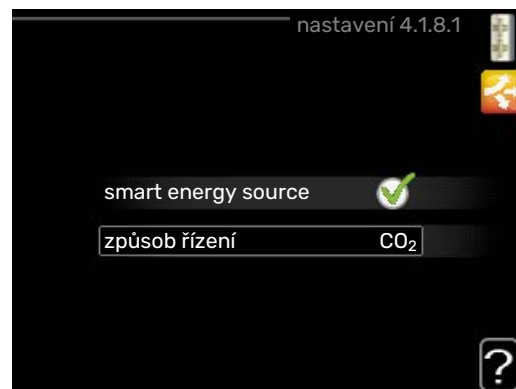 nastavení 4.1.8.1
smart energy source
způsob řízení CO₂
?